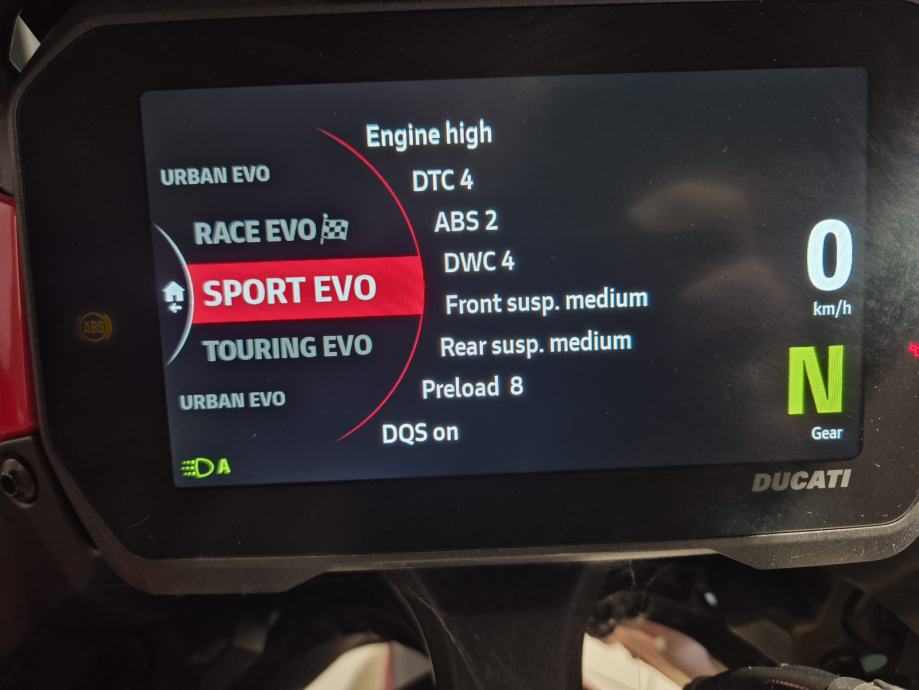 URBAN EVO
RACE EVO
SPORT EVO
TOURING EVO
URBAN EVO
Engine high
DTC 4
ABS 2
DWC 4
Front susp. medium
Rear susp. medium
Preload 8
DQS on
0
km/h
N
Gear
ABS
A
DUCATI